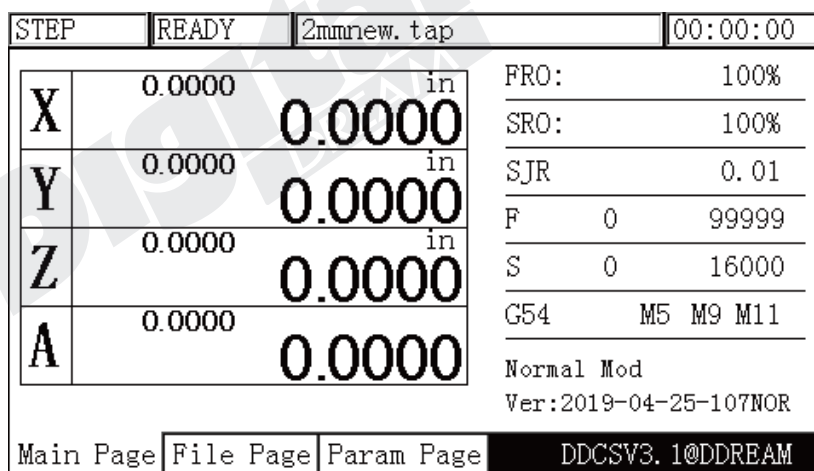 STEP READY 2mmnew.tap 00:00:00
X 0.0000 in 0.0000
Y 0.0000 in 0.0000
Z 0.0000 in 0.0000
A 0.0000 0.0000
FRO: 100%
SRO: 100%
SJR 0.01
F 0 99999
S 0 16000
G54 M5 M9 M11
Normal Mod
Ver:2019-04-25-107NOR
Main Page File Page Param Page DDCSV3.1@DDREAM
Digital
DREAM